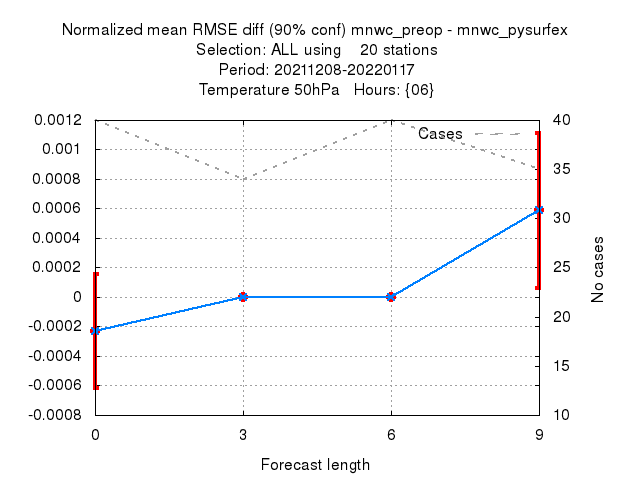 Normalized mean RMSE diff (90% conf) mnwc_preop - mnwc_pysurfex
Selection: ALL using    20 stations
Period: 20211208-20220117
Temperature 50hPa   Hours: {06}
0.0012
0.001
0.0008
0.0006
0.0004
0.0002
0
-0.0002
-0.0004
-0.0006
-0.0008
Cases
40
35
30
25
20
15
10
No cases
0 3 6 9
Forecast length